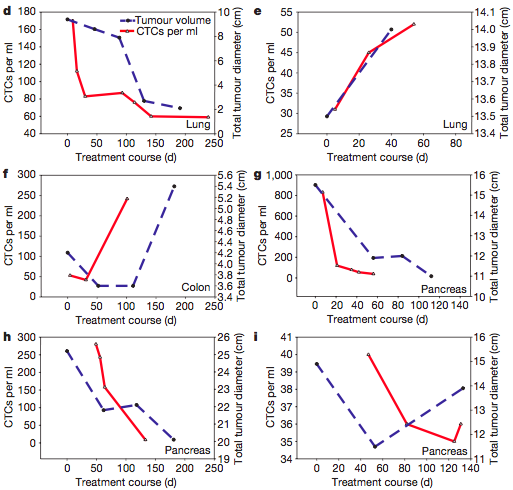 d
180
160
140
120
100
80
60
40
CTCs per ml
10
8
6
4
2
0
Total tumour diameter (cm)
Tumour volume
CTCs per ml
Lung
0 50 100 150 200 250
Treatment course (d)
e
55
50
45
40
35
30
25
CTCs per ml
14.1
14.0
13.9
13.8
13.7
13.6
13.5
13.4
Total tumour diameter (cm)
Lung
0 20 40 60 80
Treatment course (d)
f
300
250
200
150
100
50
0
CTCs per ml
5.6
5.4
5.2
5.0
4.8
4.6
4.4
4.2
4.0
3.8
3.6
3.4
Total tumour diameter (cm)
Colon
0 50 100 150 200 250
Treatment course (d)
g
1,000
800
600
400
200
0
CTCs per ml
16
15
14
13
12
11
10
Total tumour diameter (cm)
Pancreas
0 20 40 60 80 100 120 140
Treatment course (d)
h
300
250
200
150
100
50
0
CTCs per ml
26
25
24
23
22
21
20
19
Total tumour diameter (cm)
Pancreas
0 50 100 150 200 250
Treatment course (d)
i
41
40
39
38
37
36
35
34
CTCs per ml
16
15
14
13
12
11
Total tumour diameter (cm)
Pancreas
0 20 40 60 80 100 120 140
Treatment course (d)